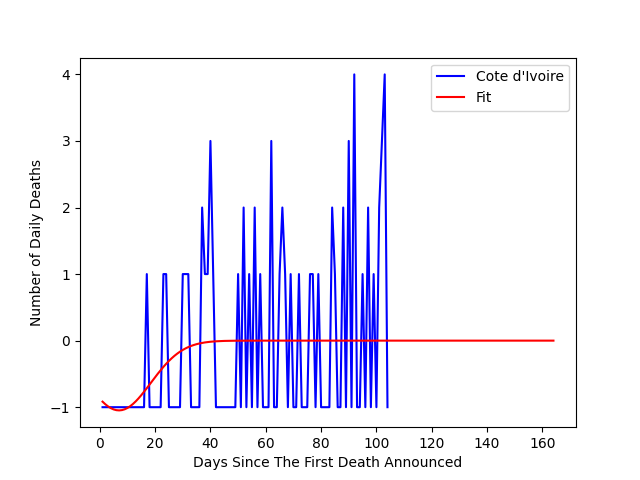 Cote d'Ivoire
Fit
Number of Daily Deaths
4
3
2
1
0
−1
0 20 40 60 80 100 120 140 160
Days Since The First Death Announced